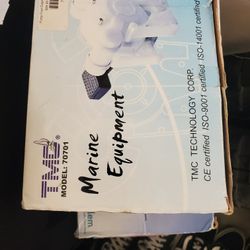 TMC®
MODEL: 70701
Marine
Equipment
TMC TECHNOLOGY CORP.
CE certified ISO-9001 certified ISO-14001 certified